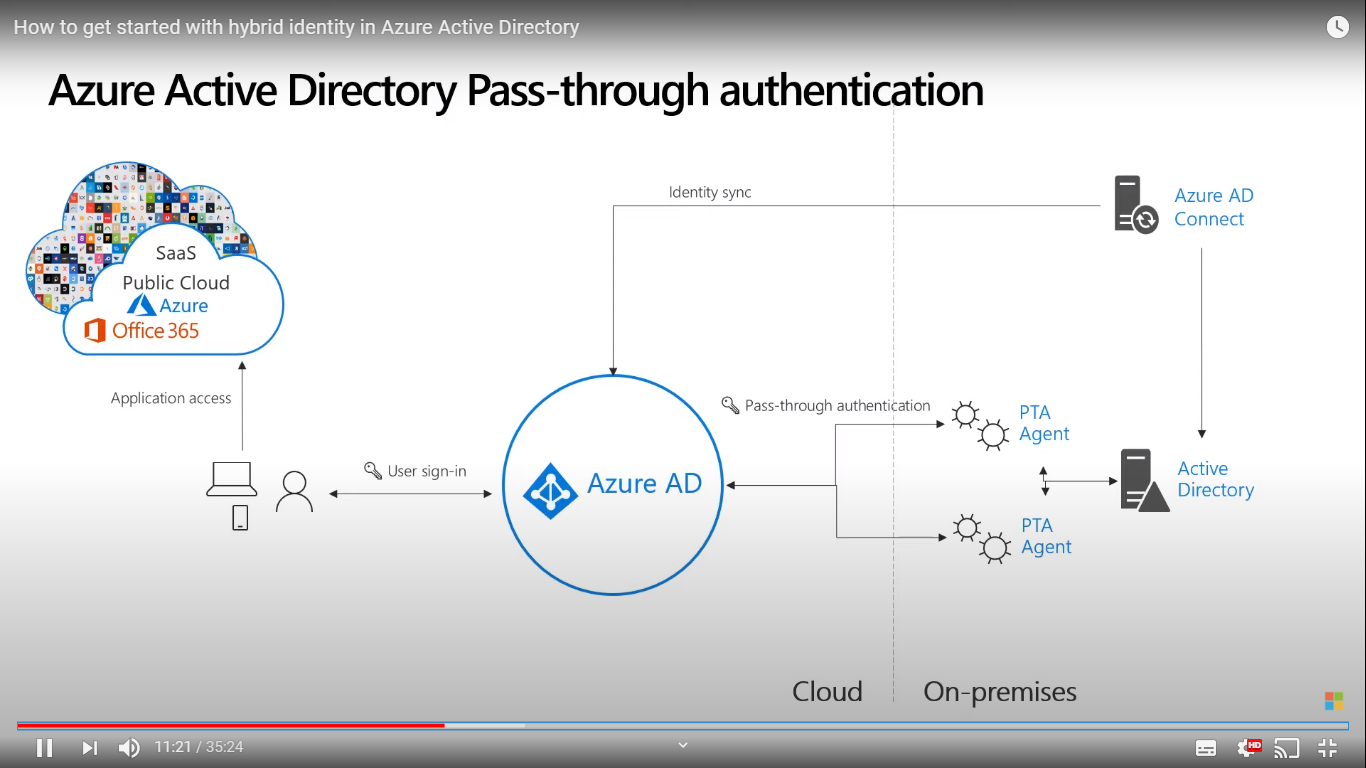 How to get started with hybrid identity in Azure Active Directory
Azure Active Directory Pass-through authentication
Identity sync
Azure AD
Connect
SaaS
Public Cloud
Azure
Office 365
Application access
User sign-in
Azure AD
Pass-through authentication
PTA
Agent
Active
Directory
PTA
Agent
Cloud
On-premises
11:21 / 35:24
HD